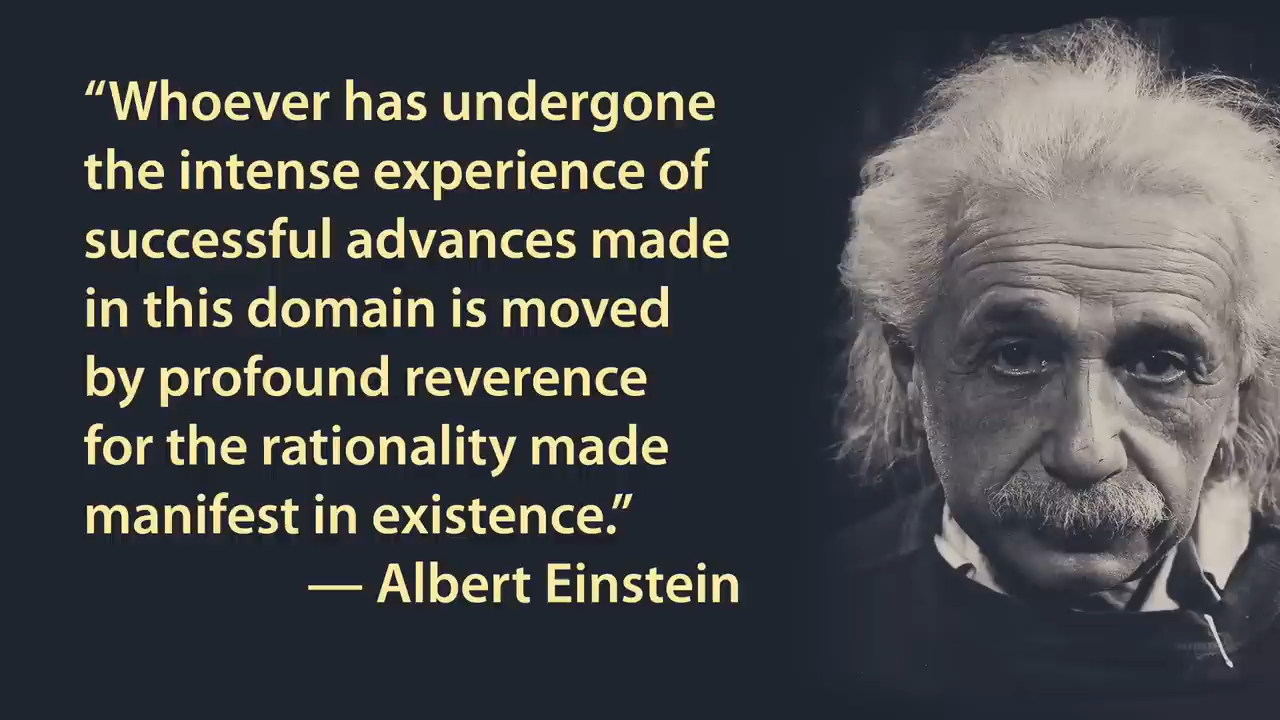 “Whoever has undergone
the intense experience of
successful advances made
in this domain is moved
by profound reverence
for the rationality made
manifest in existence.”
— Albert Einstein